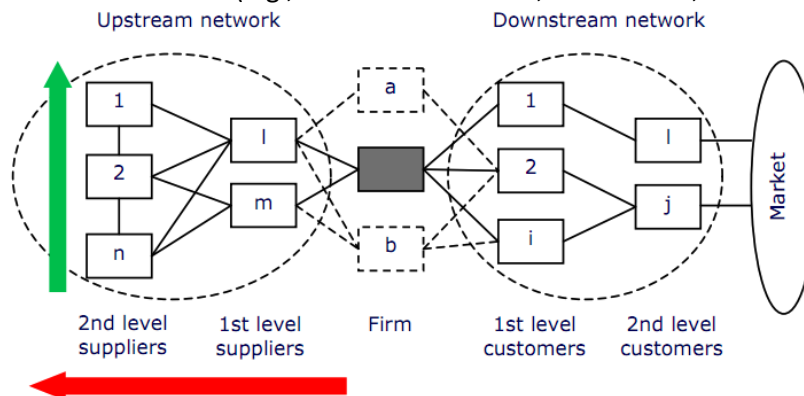 Upstream network
Downstream network
a
1
1
l
l
2
2
Market
m
j
n
b
i
2nd level
suppliers
1st level
suppliers
Firm
1st level
customers
2nd level
customers